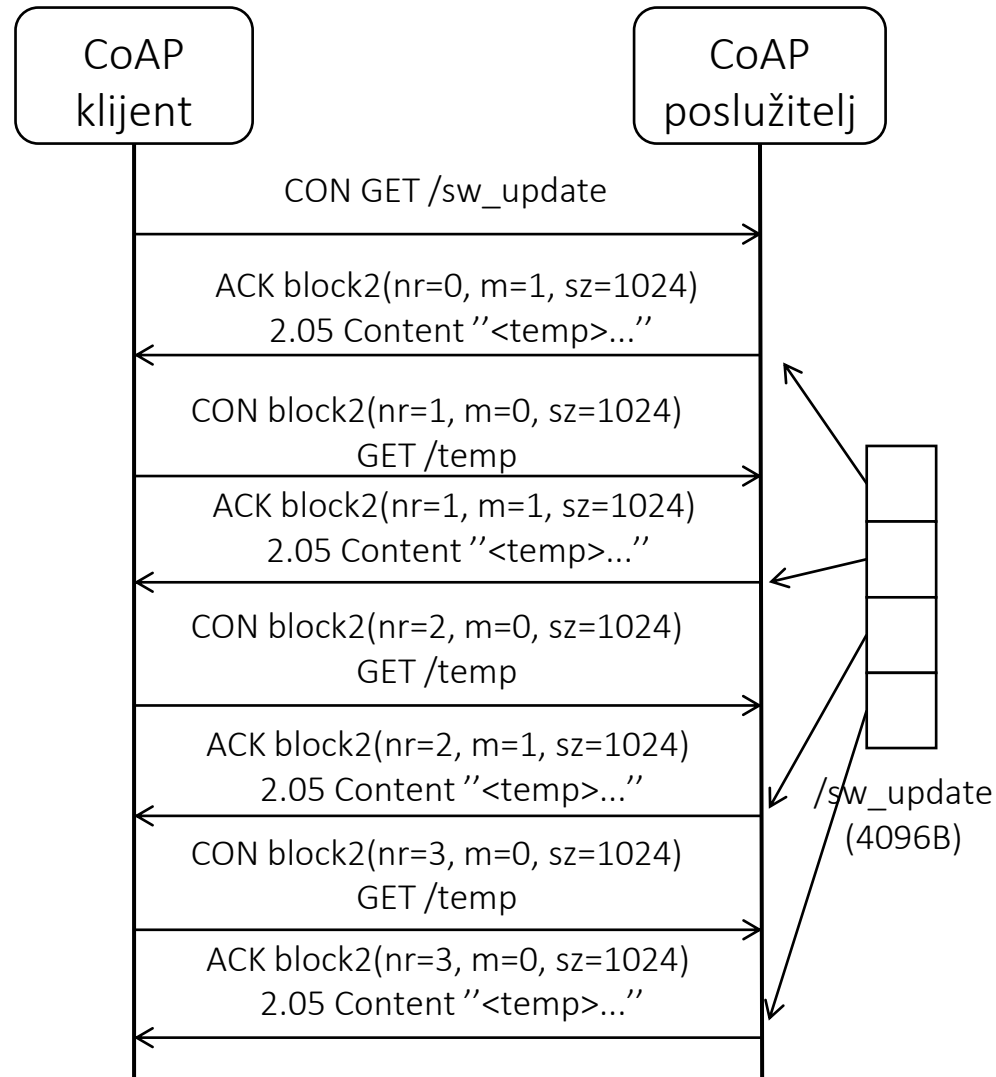 CoAP
klijent
CoAP
poslužitelj
CON GET /sw_update
ACK block2(nr=0, m=1, sz=1024)
2.05 Content ’’<temp>...’’
CON block2(nr=1, m=0, sz=1024)
GET /temp
ACK block2(nr=1, m=1, sz=1024)
2.05 Content ’’<temp>...’’
CON block2(nr=2, m=0, sz=1024)
GET /temp
ACK block2(nr=2, m=1, sz=1024)
2.05 Content ’’<temp>...’’
/sw_update
(4096B)
CON block2(nr=3, m=0, sz=1024)
GET /temp
ACK block2(nr=3, m=0, sz=1024)
2.05 Content ’’<temp>...’’